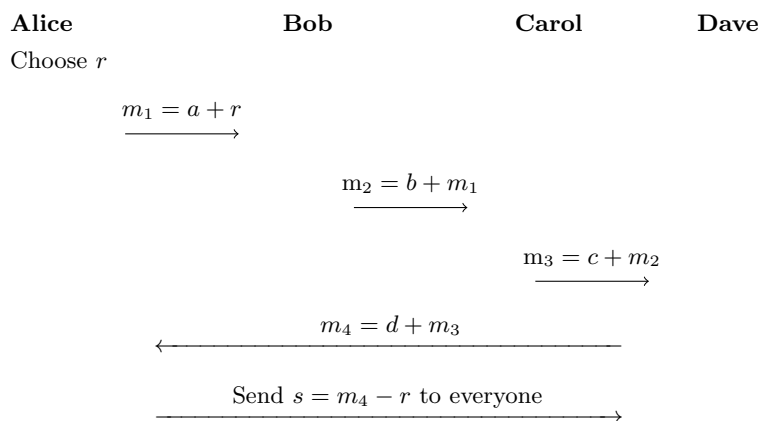 Alice Bob Carol Dave
Choose r
m₁ = a + r
m₂ = b + m₁
m₃ = c + m₂
m₄ = d + m₃
Send s = m₄ − r to everyone